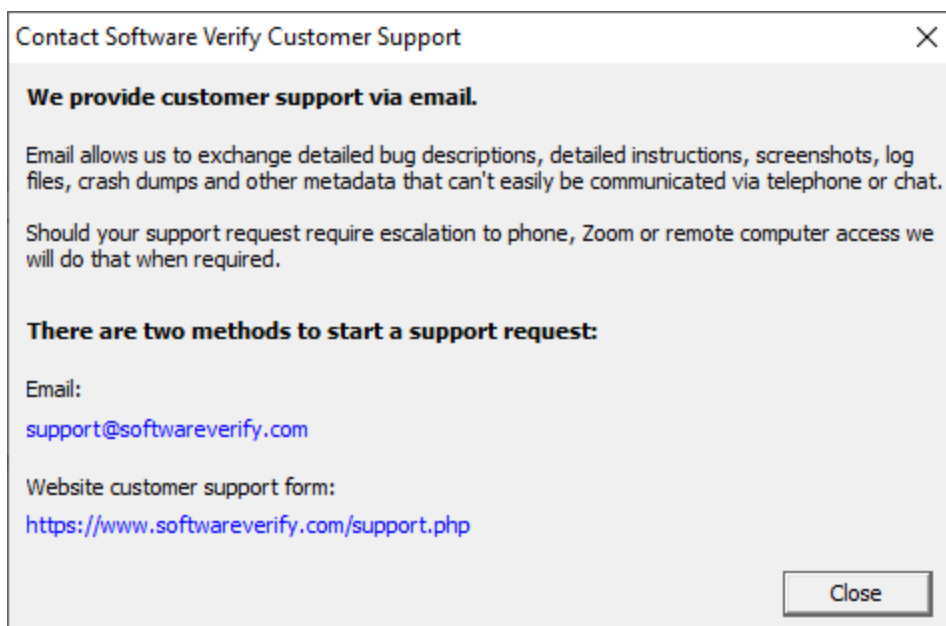 Contact Software Verify Customer Support
We provide customer support via email.
Email allows us to exchange detailed bug descriptions, detailed instructions, screenshots, log
files, crash dumps and other metadata that can't easily be communicated via telephone or chat.
Should your support request require escalation to phone, Zoom or remote computer access we
will do that when required.
There are two methods to start a support request:
Email:
support@softwareverify.com
Website customer support form:
https://www.softwareverify.com/support.php
Close